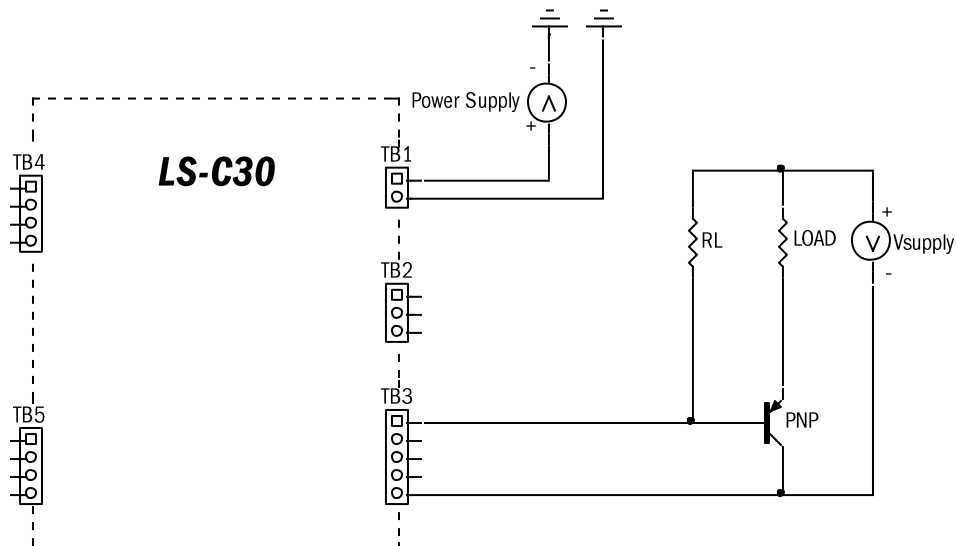 -
Power Supply
+
TB4
LS-C30
TB1
+
RL
LOAD
Vsupply
-
TB2
TB5
TB3
PNP